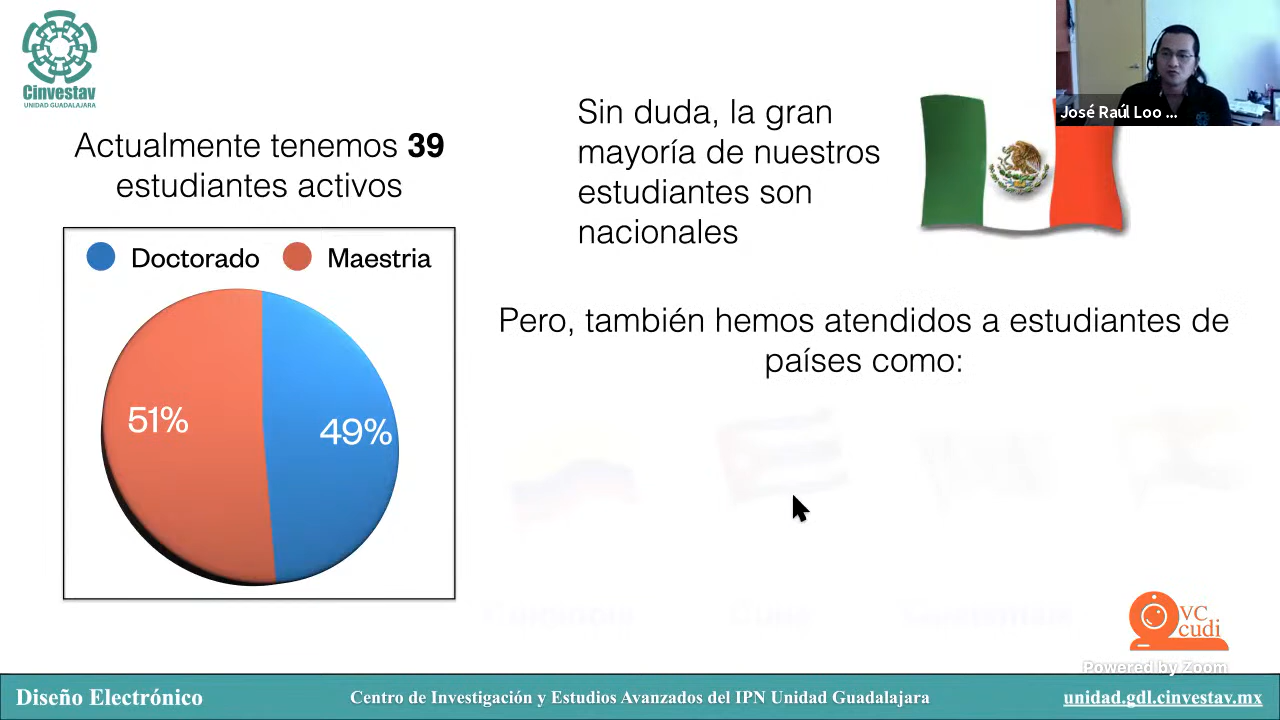 Cinvestav
UNIDAD GUADALAJARA
José Raúl Loo ...
Actualmente tenemos 39
estudiantes activos
Doctorado
Maestria
51%
49%
Sin duda, la gran
mayoría de nuestros
estudiantes son
nacionales
Pero, también hemos atendidos a estudiantes de
países como:
Cuba
VC
cudi
Powered by Zoom
Diseño Electrónico
Centro de Investigación y Estudios Avanzados del IPN Unidad Guadalajara
unidad.gdl.cinvestav.mx